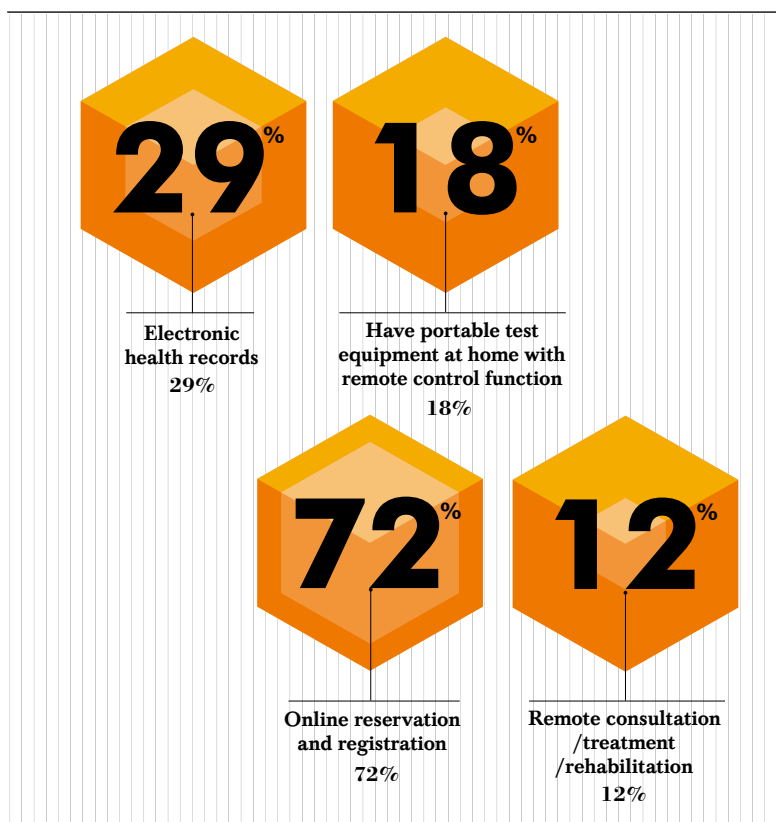 29%
18%
Electronic
health records
29%
Have portable test
equipment at home with
remote control function
18%
72%
12%
Online reservation
and registration
72%
Remote consultation
/treatment
/rehabilitation
12%